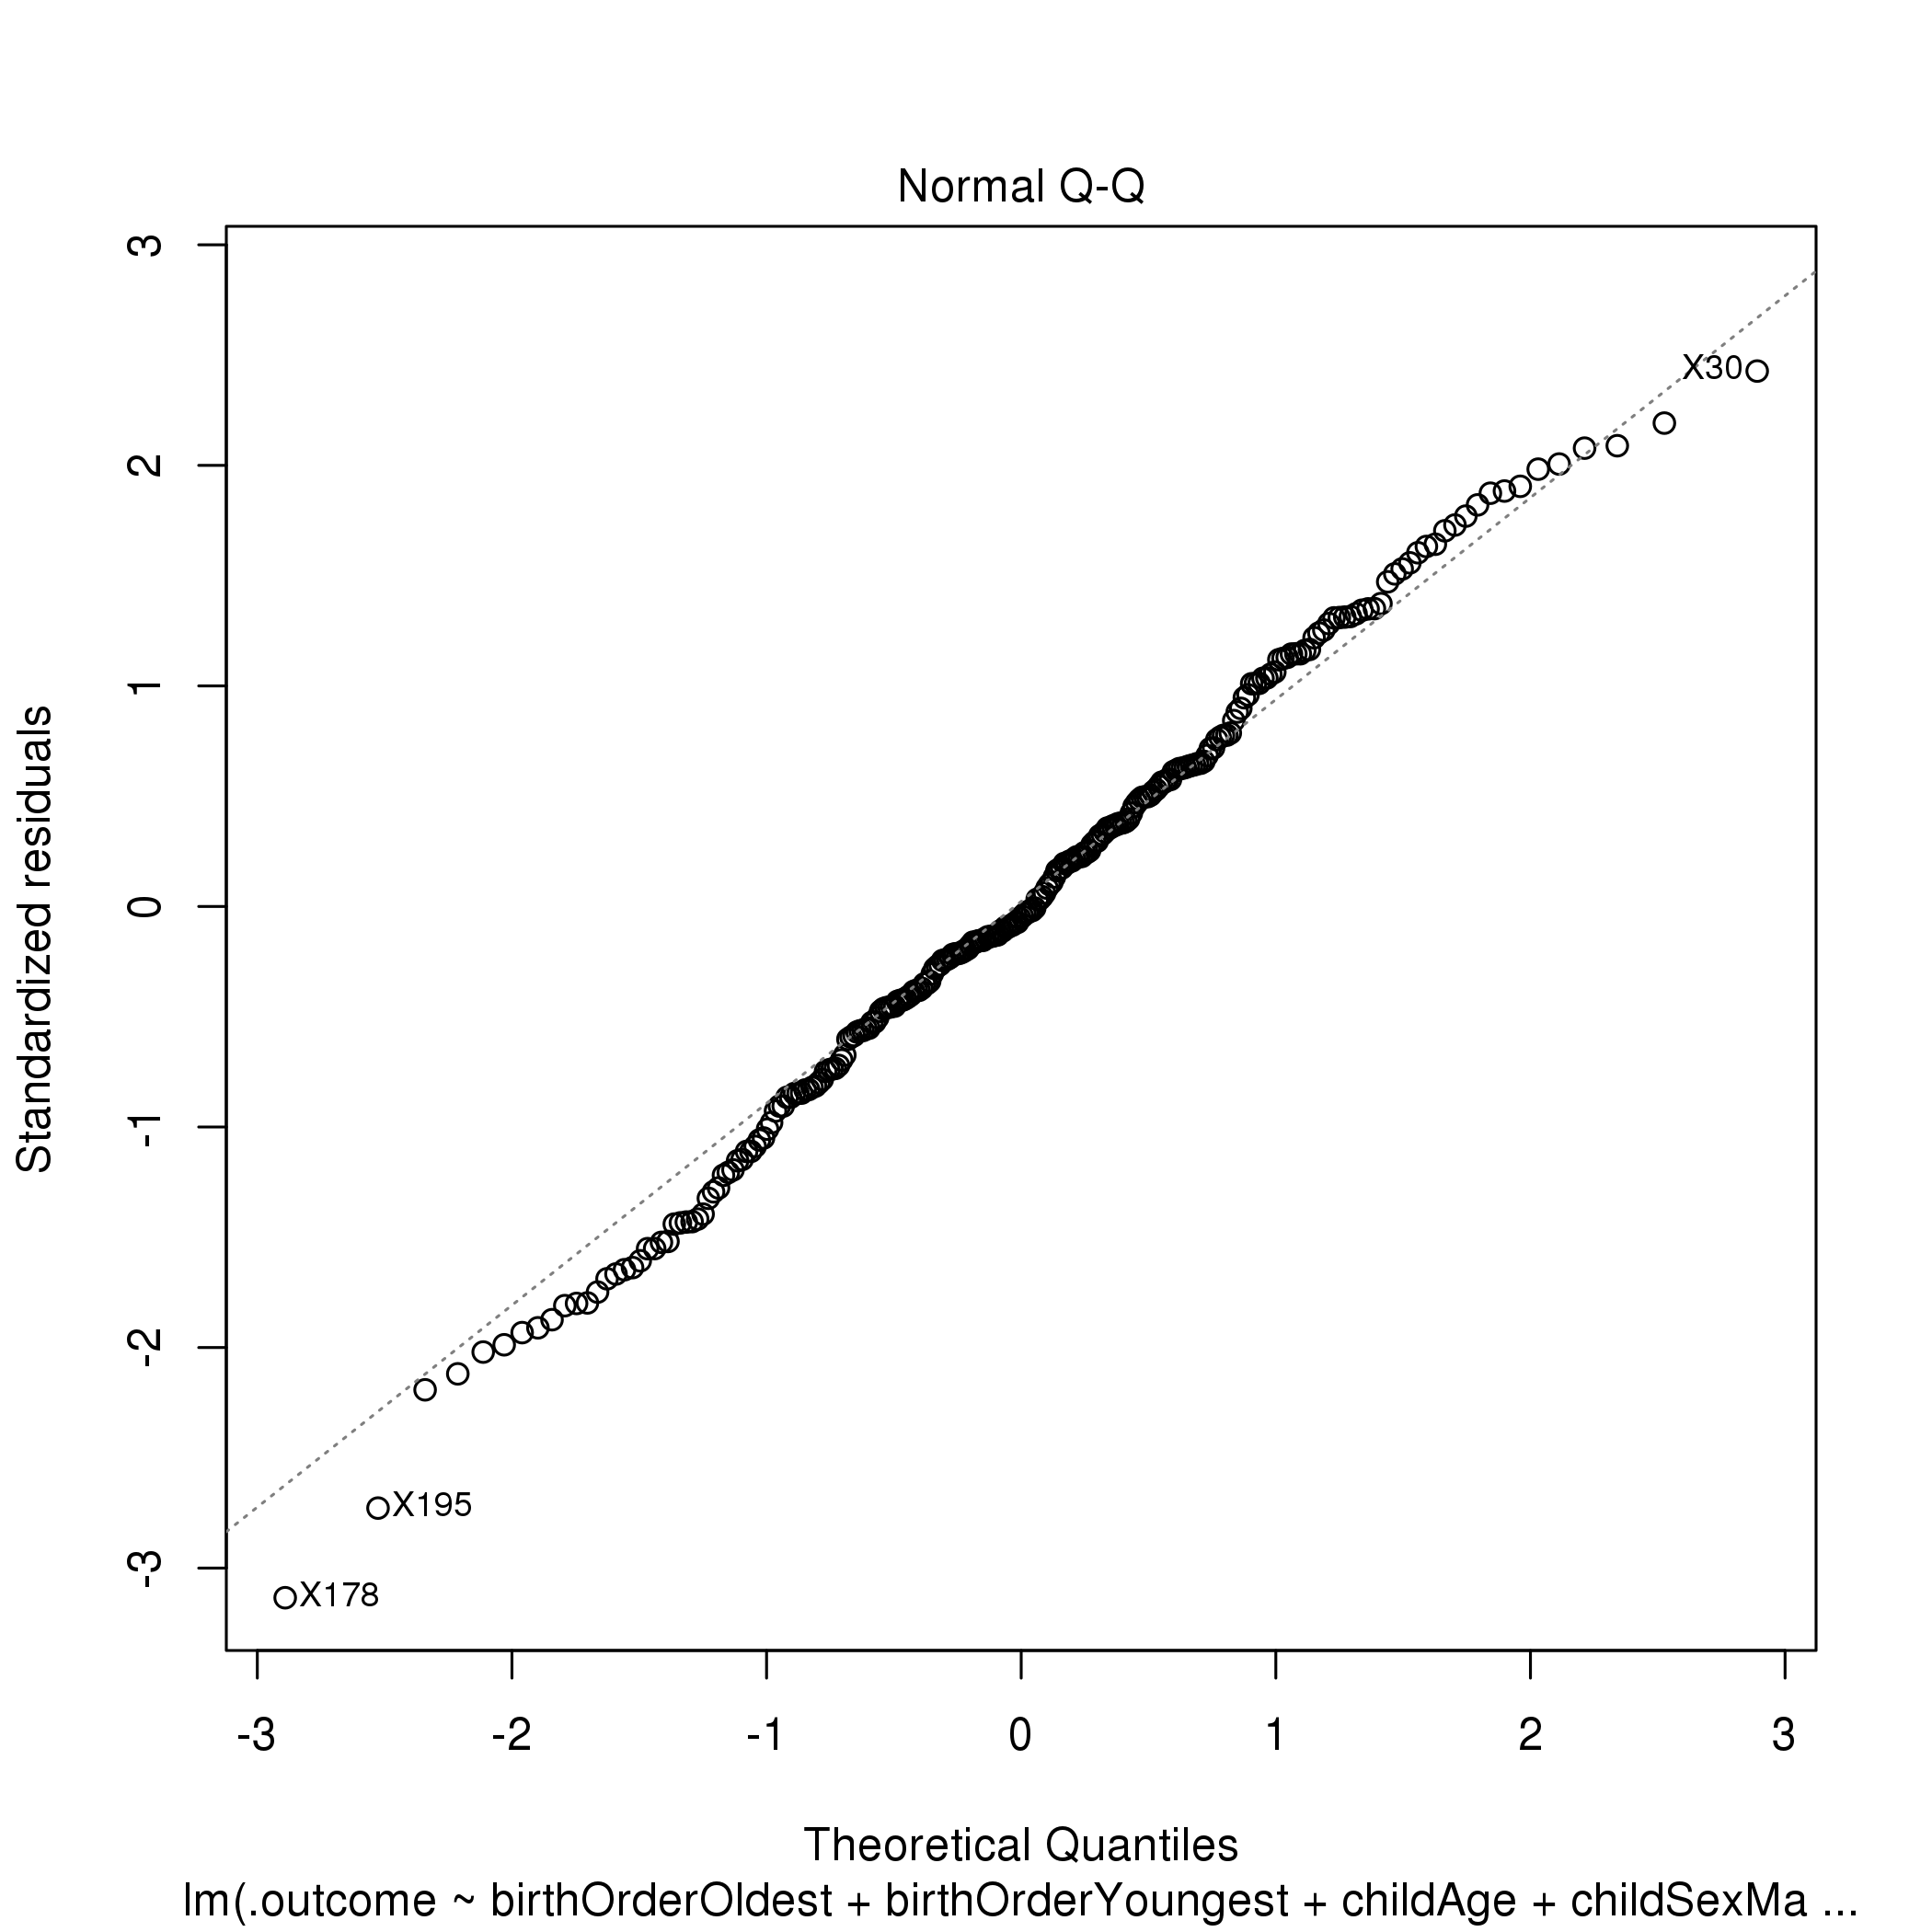 Normal Q-Q
3
2
1
0
-1
-2
-3
Standardized residuals
X30
X195
X178
-3 -2 -1 0 1 2 3
Theoretical Quantiles
lm(.outcome ~ birthOrderOldest + birthOrderYoungest + childAge + childSexMa ...